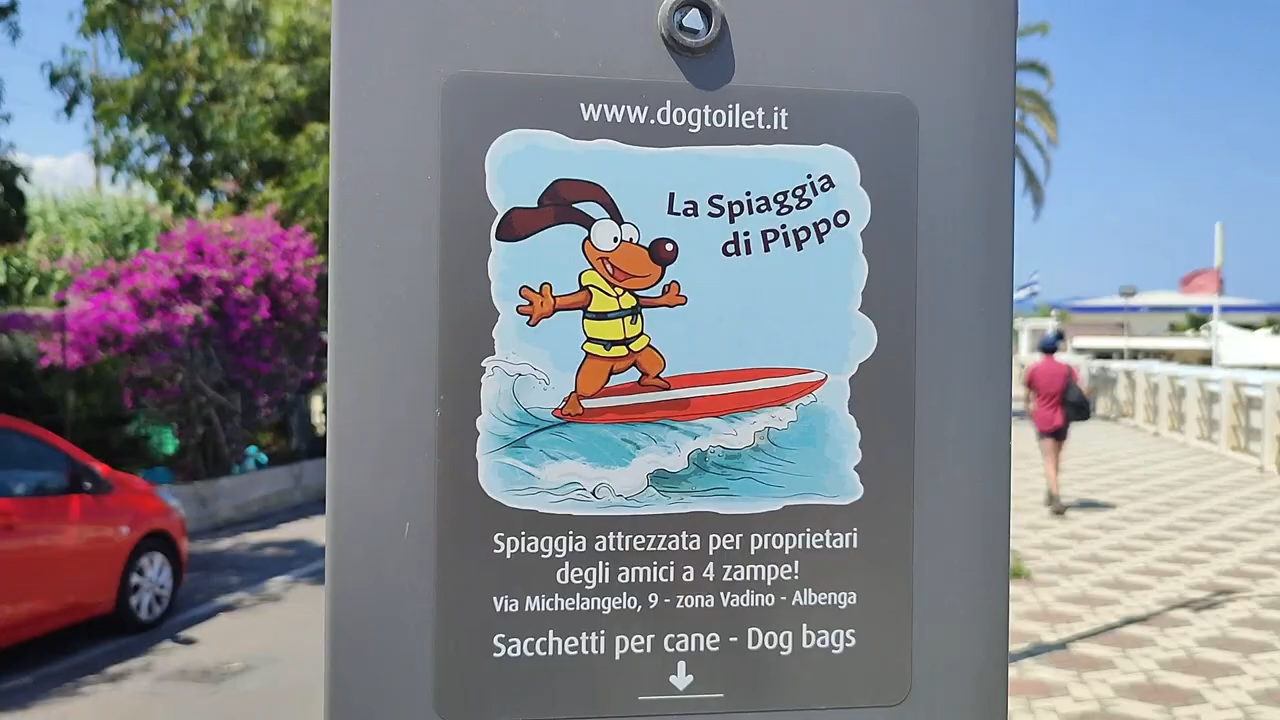 www.dogtoilet.it
La Spiaggia
di Pippo
Spiaggia attrezzata per proprietari
degli amici a 4 zampe!
Via Michelangelo, 9 - zona Vadino - Albenga
Sacchetti per cane - Dog bags